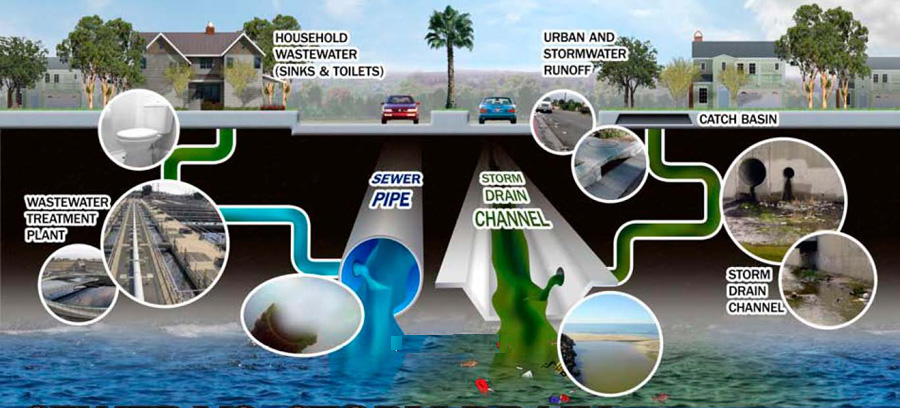 HOUSEHOLD
WASTEWATER
(SINKS & TOILETS)
URBAN AND
STORMWATER
RUNOFF
CATCH BASIN
SEWER
PIPE
STORM
DRAIN
CHANNEL
WASTEWATER
TREATMENT
PLANT
STORM
DRAIN
CHANNEL